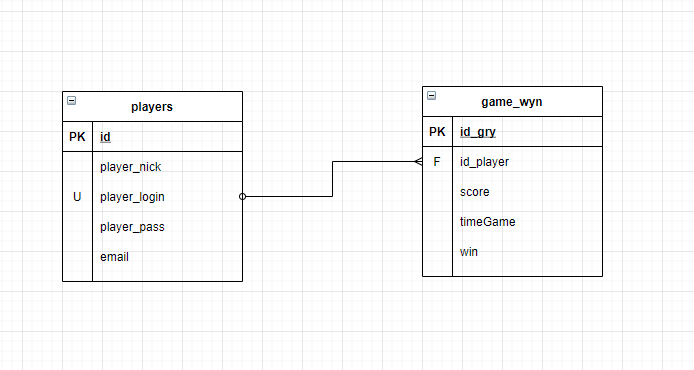 players
PK id
player_nick
U player_login
player_pass
email
game_wyn
PK id_gry
F id_player
score
timeGame
win